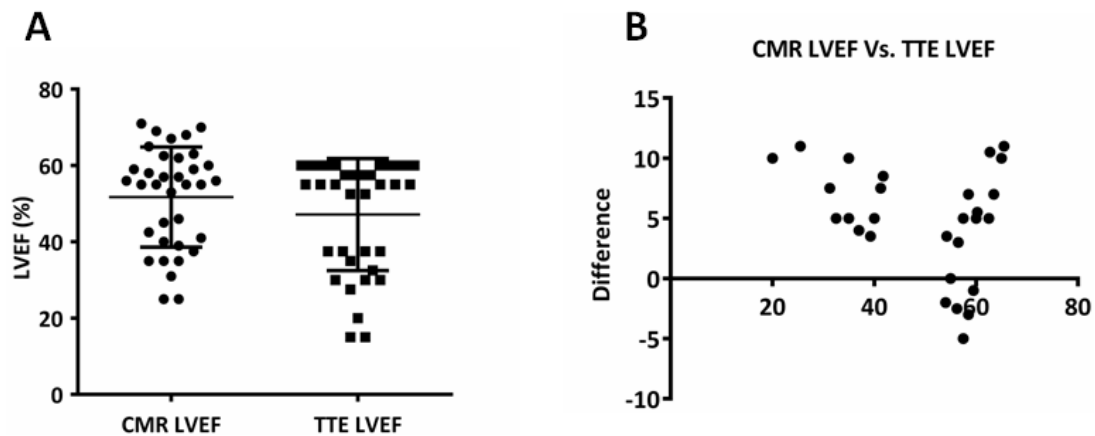 A
LVEF (%)
80
60
40
20
0
CMR LVEF
TTE LVEF
B
CMR LVEF Vs. TTE LVEF
Difference
15
10
5
0
-5
-10
20
40
60
80